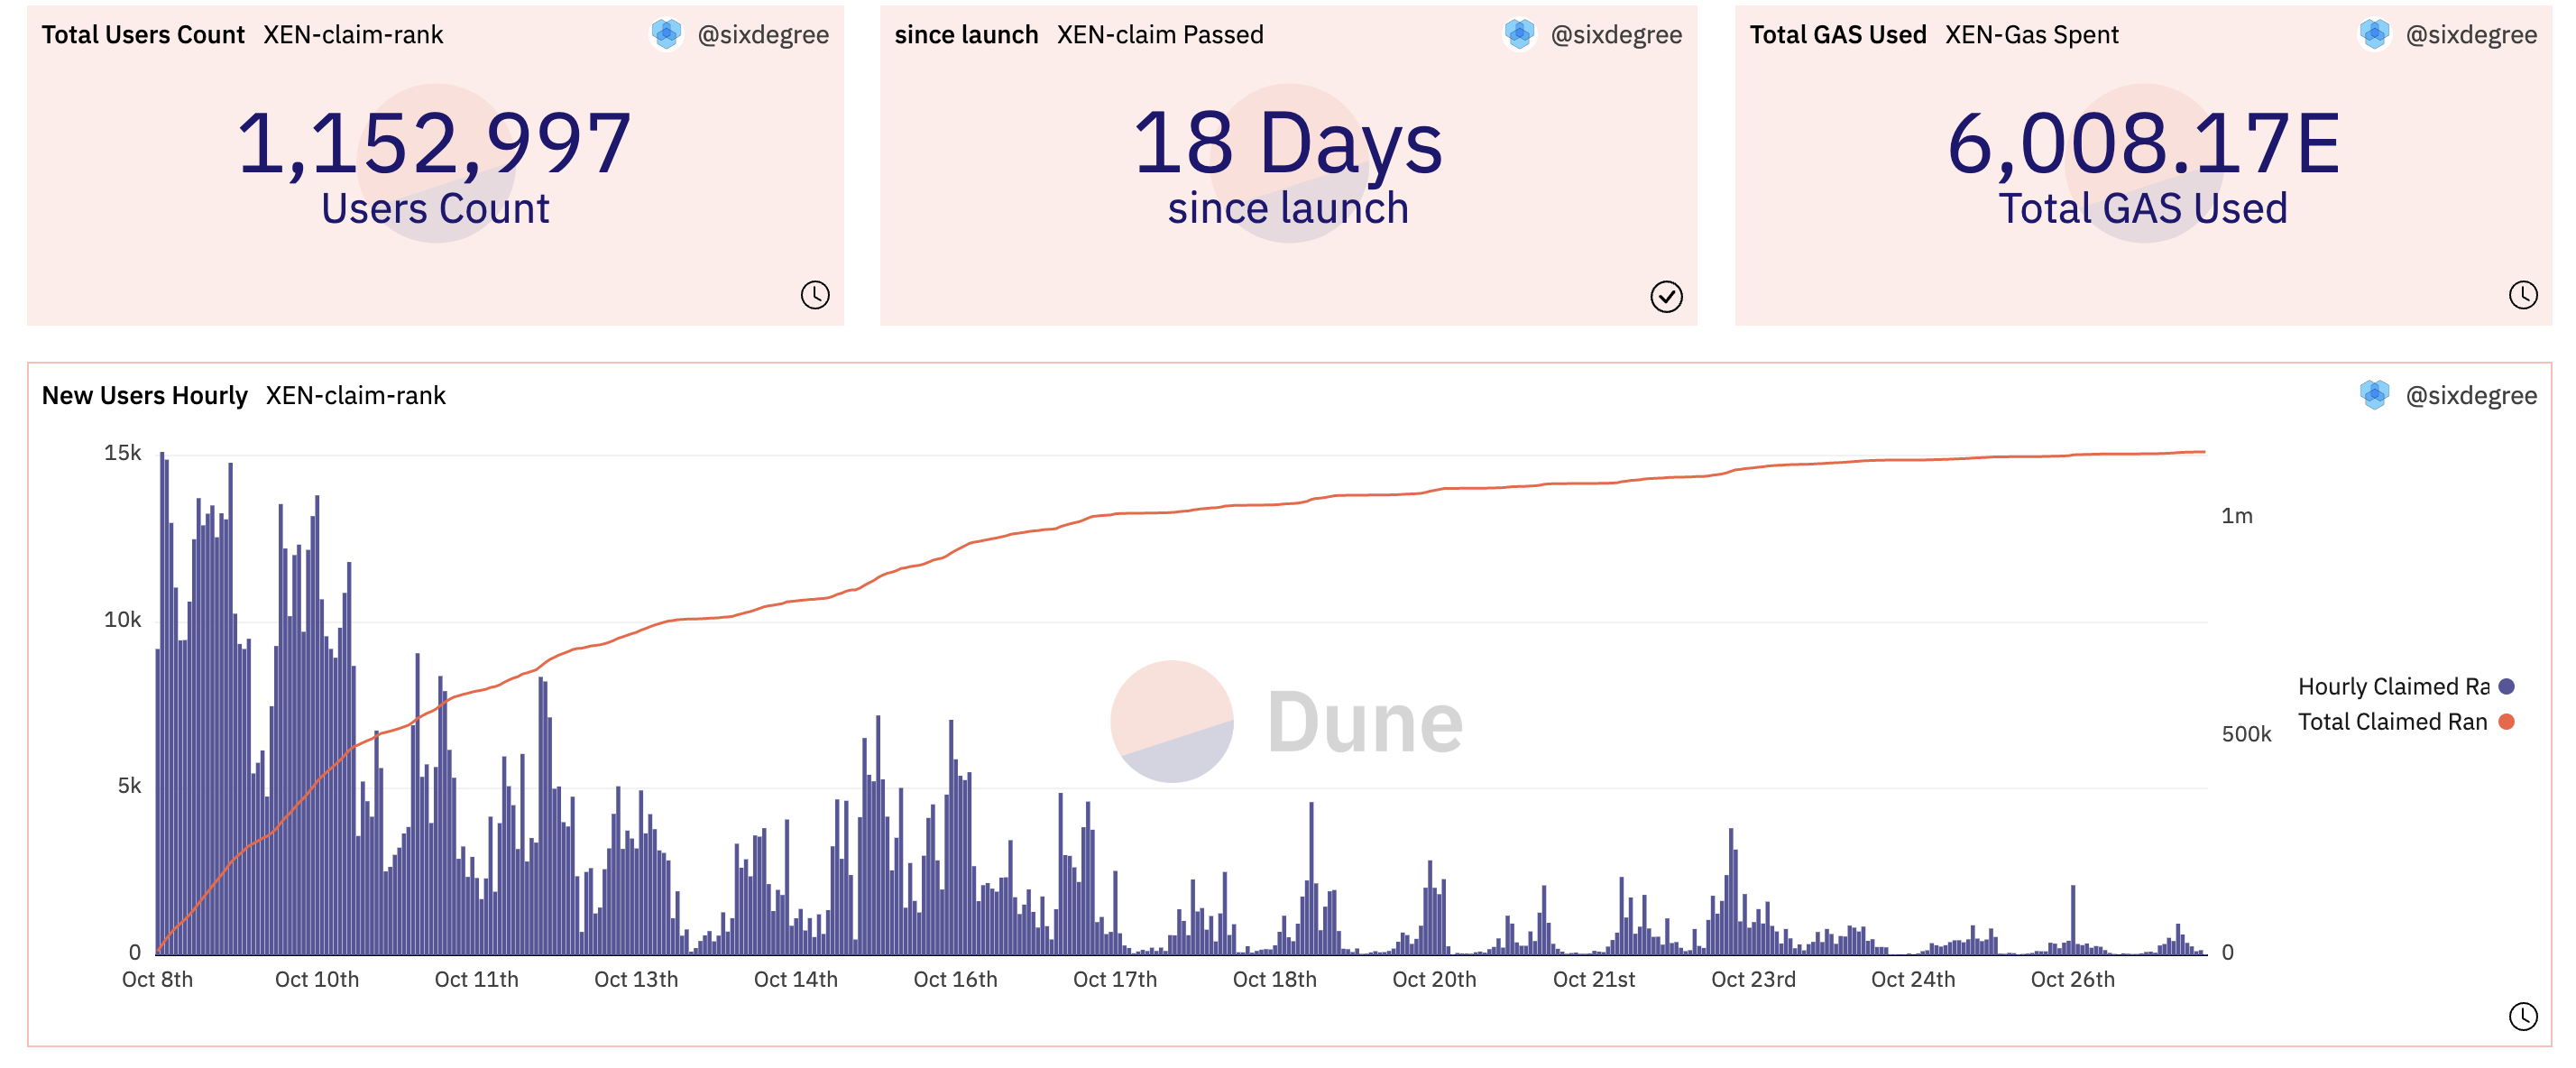 Total Users Count XEN-claim-rank @sixdegree
1,152,997
Users Count
since launch XEN-claim Passed @sixdegree
18 Days
since launch
Total GAS Used XEN-Gas Spent @sixdegree
6,008.17E
Total GAS Used
New Users Hourly XEN-claim-rank @sixdegree
15k
10k
5k
0
1m
500k
0
Dune
Hourly Claimed Ra
Total Claimed Ran
Oct 8th Oct 10th Oct 11th Oct 13th Oct 14th Oct 16th Oct 17th Oct 18th Oct 20th Oct 21st Oct 23rd Oct 24th Oct 26th